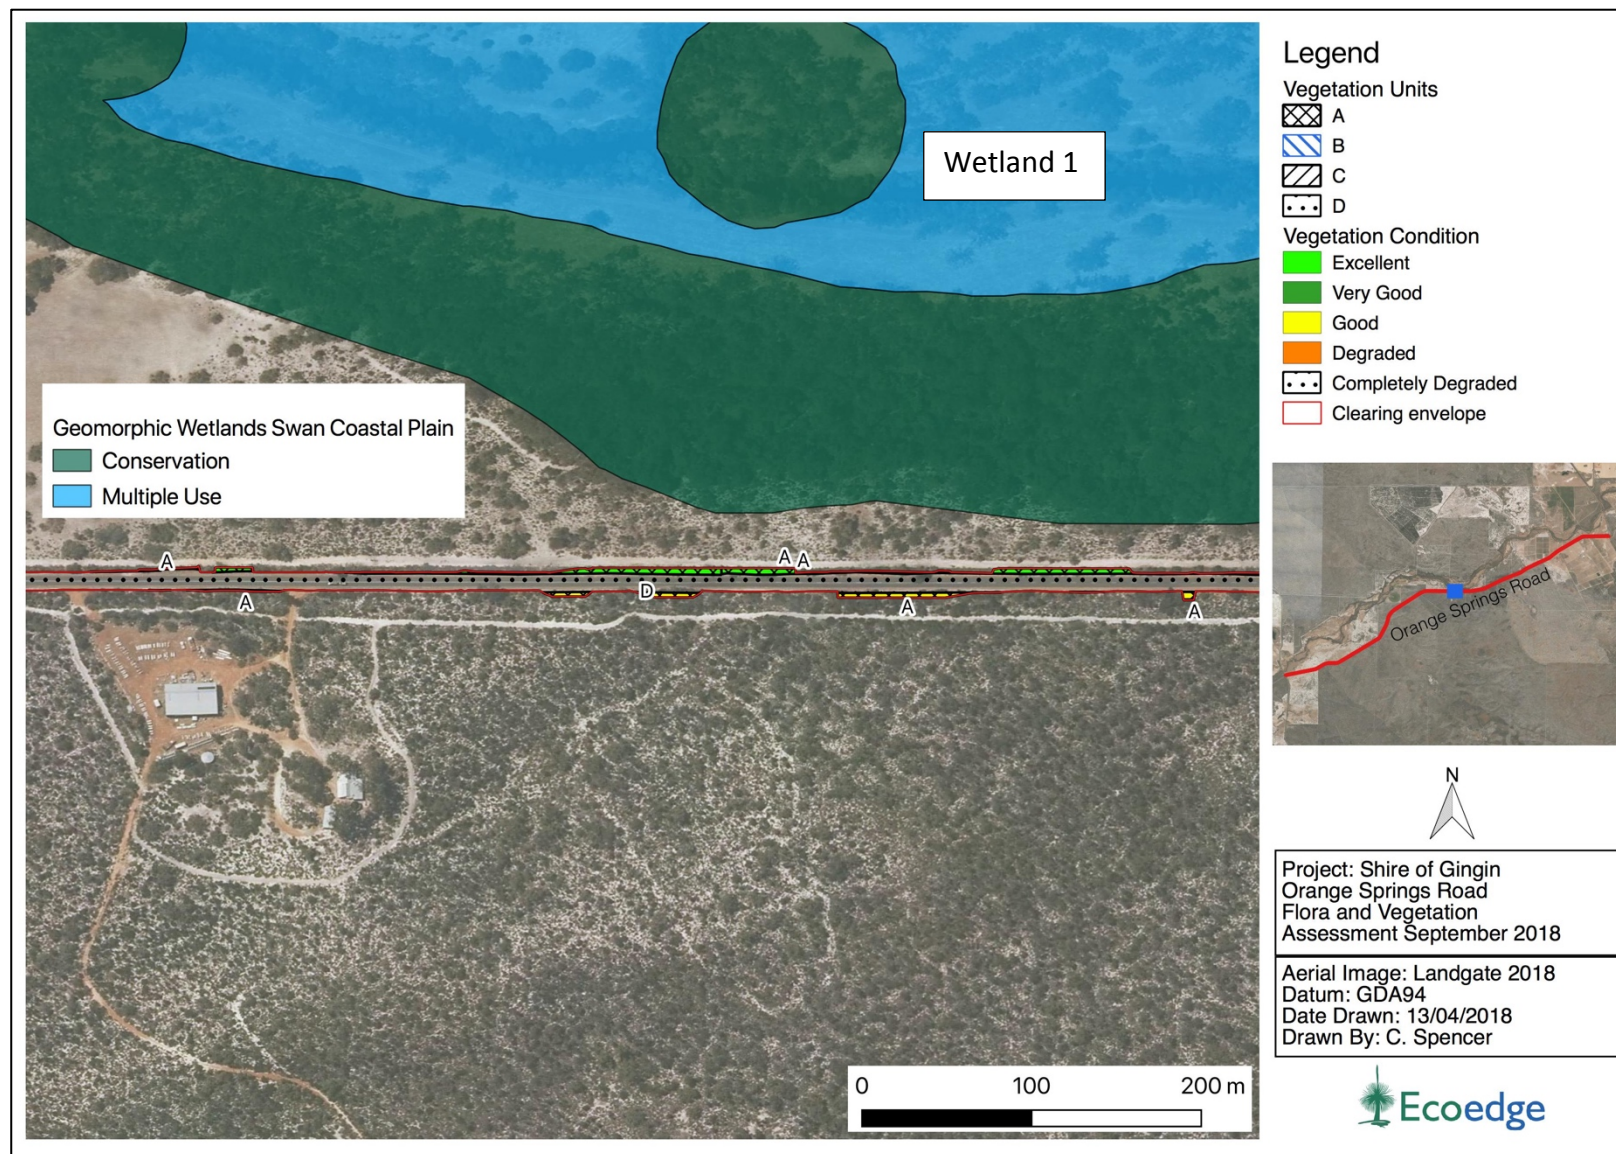 Wetland 1
Geomorphic Wetlands Swan Coastal Plain
Conservation
Multiple Use
A
A
A
A
D
A
A
0
100
200 m
Legend
Vegetation Units
A
B
C
D
Vegetation Condition
Excellent
Very Good
Good
Degraded
Completely Degraded
Clearing envelope
Orange Springs Road
N
Project: Shire of Gingin
Orange Springs Road
Flora and Vegetation
Assessment September 2018
Aerial Image: Landgate 2018
Datum: GDA94
Date Drawn: 13/04/2018
Drawn By: C. Spencer
Ecoedge